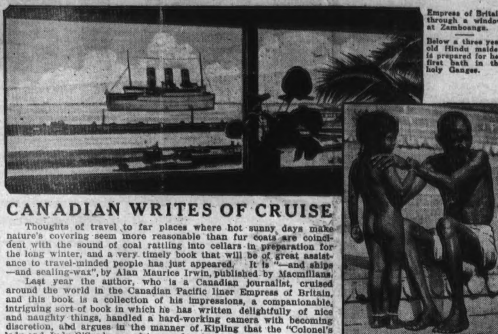 Empress of Britain
through a window
at Zamboanga.
Below a three year
old Hindu maiden
is prepared for her
first bath in the
holy Ganges.
CANADIAN WRITES OF CRUISE
Thoughts of travel to far places where hot sunny days make
nature's covering seem more reasonable than fur coats are coinci-
dent with the sound of coal rattling into cellars in preparation for
the long winter, and a very timely book that will be of great assist-
ance to travel-minded people has just appeared. It is "—and ships
—and sealing-wax", by Alan Maurice Irwin, published by Macmillans.
Last year the author, who is a Canadian journalist, cruised
around the world in the Canadian Pacific liner Empress of Britain,
and this book is a collection of his impressions, a companionable,
intriguing sort of book in which he has written delightfully of nice
and naughty things, handled a hard-working camera with becoming
discretion, and argues in the manner of Kipling that the "Colonel's